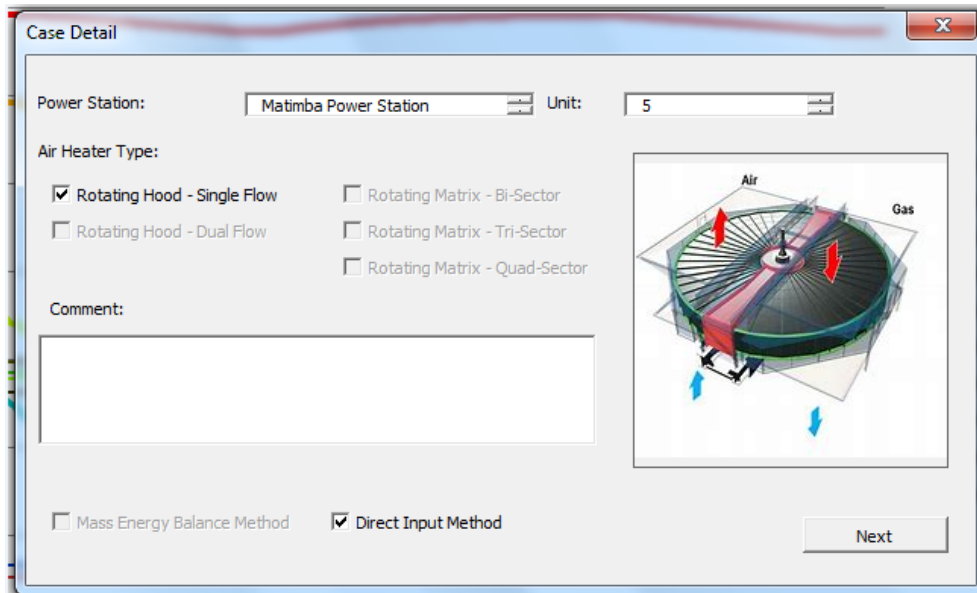 Case Detail
Power Station: Matimba Power Station Unit: 5
Air Heater Type:
Rotating Hood - Single Flow Rotating Matrix - Bi-Sector
Rotating Hood - Dual Flow Rotating Matrix - Tri-Sector
Rotating Matrix - Quad-Sector
Air
Gas
Comment:
Mass Energy Balance Method Direct Input Method
Next